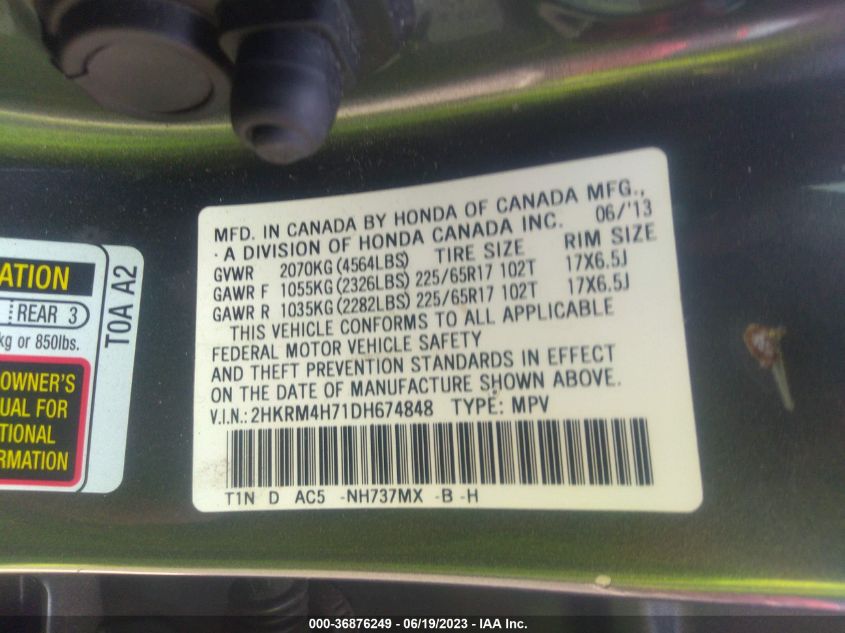 MFD. IN CANADA BY HONDA OF CANADA MFG.,
· A DIVISION OF HONDA CANADA INC. 06/'13
GVWR 2070KG (4564LBS) TIRE SIZE RIM SIZE
GAWR F 1055KG (2326LBS) 225/65R17 102T 17X6.5J
GAWR R 1035KG (2282LBS) 225/65R17 102T 17X6.5J
THIS VEHICLE CONFORMS TO ALL APPLICABLE
FEDERAL MOTOR VEHICLE SAFETY
AND THEFT PREVENTION STANDARDS IN EFFECT
ON THE DATE OF MANUFACTURE SHOWN ABOVE.
V.I.N.: 2HKRM4H71DH674848 TYPE: MPV
T1N D AC5 -NH737MX -B -H
ATION
REAR 3
kg or 850lbs.
OWNER'S
UAL FOR
TIONAL
RMATION
TOA A2
000-36876249 - 06/19/2023 - IAA Inc.